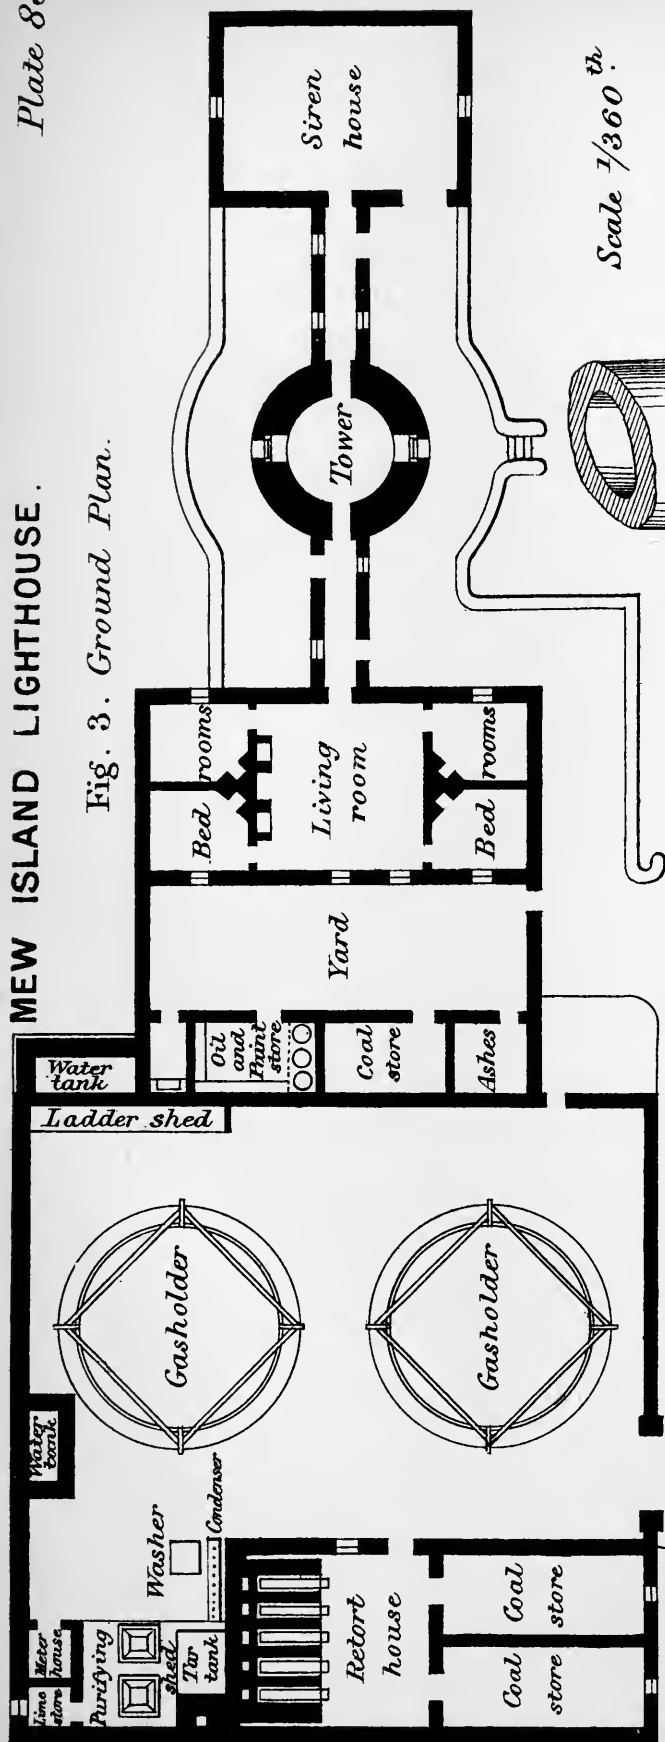 MEW ISLAND LIGHTHOUSE.
Fig. 3. Ground Plan.
Lime
store
Meter
house
Purifying
shed
Tar
tank
Washer
Condenser
Water
tank
Retort
house
Coal
store
Coal
store
Gasholder
Gasholder
Ladder shed
Water
tank
Oil
and
Paint
store
Coal
store
Ashes
Yard
Bed
rooms
Living
room
Bed
rooms
Tower
Siren
house
Scale 1/360th.
Plate